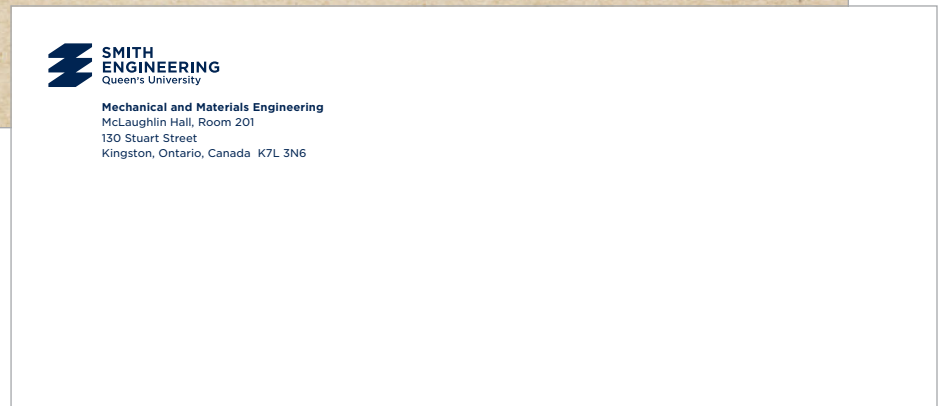 SMITH
ENGINEERING
Queen's University
Mechanical and Materials Engineering
McLaughlin Hall, Room 201
130 Stuart Street
Kingston, Ontario, Canada  K7L 3N6